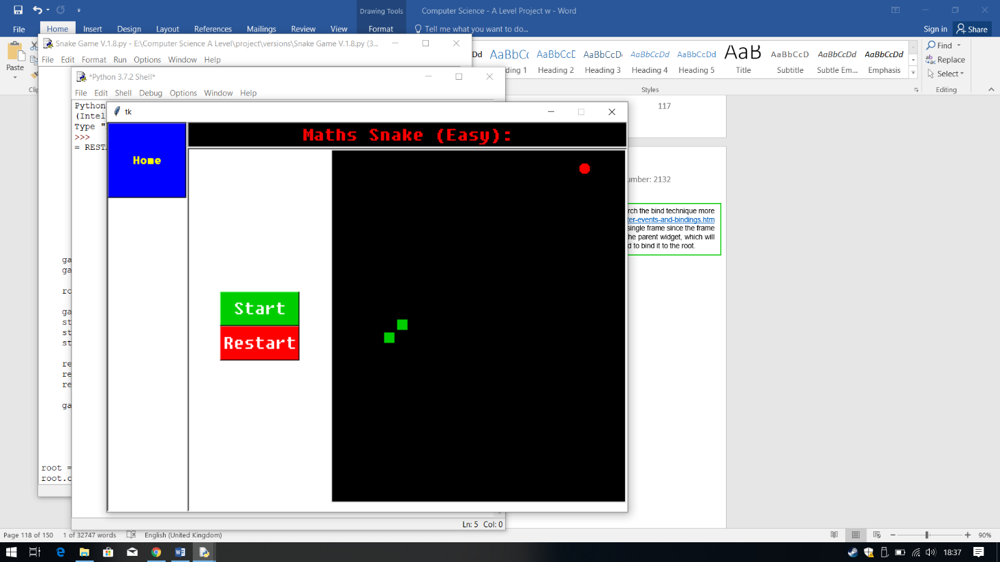 Drawing Tools
Computer Science - A Level Project w - Word
File Home Insert Design Layout References Mailings Review View Format Tell me what you want to do... Sign in Share
Paste
Snake Game V.1.8.py - E:\Computer Science A Level\project\versions\Snake Game V.1.8.py (3...
File Edit Format Run Options Window Help
*Python 3.7.2 Shell*
File Edit Shell Debug Options Window Help
Python
(Intel
Type "
>>>
= RESTA
AaBbCcDd AaBbCcDd AaBbCcDd AaB AaBbCcD AaBbCcDd AaBbCcDd
Heading 2 Heading 3 Heading 4 Heading 5 Title Subtitle Subtle Em... Emphasis
Styles
Find
Replace
Select
Editing
tk
Home
Maths Snake (Easy):
Start
Restart
117
umber: 2132
rch the bind technique more
ter-events-and-bindings.htm
single frame since the frame
he parent widget, which will
d to bind it to the root.
ga
ga
ro
ga
st
st
st
re
re
re
ga
root =
root.c
Ln: 5 Col: 0
Page 118 of 150 1 of 32747 words English (United Kingdom) 90%
18:37